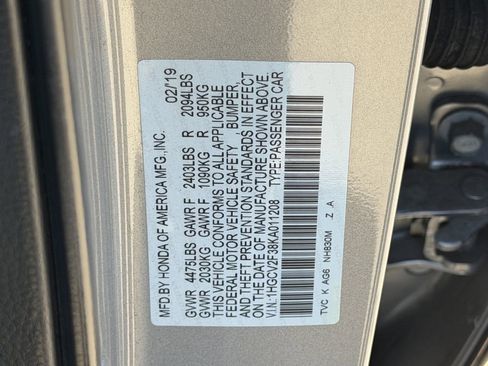 MFD BY HONDA OF AMERICA MFG.,INC. 02/19
GVWR 4475LBS GAWR F 2403LBS R 2094LBS
GVWR 2030KG GAWR F 1090KG R 950KG
THIS VEHICLE CONFORMS TO ALL APPLICABLE
FEDERAL MOTOR VEHICLE SAFETY BUMPER,
AND THEFT PREVENTION STANDARDS IN EFFECT
ON THE DATE OF MANUFACTURE SHOWN ABOVE
V.I.N.:1HGCV2F38KA011208 TYPE:PASSENGER CAR
TVC K AG6 NH830M Z A